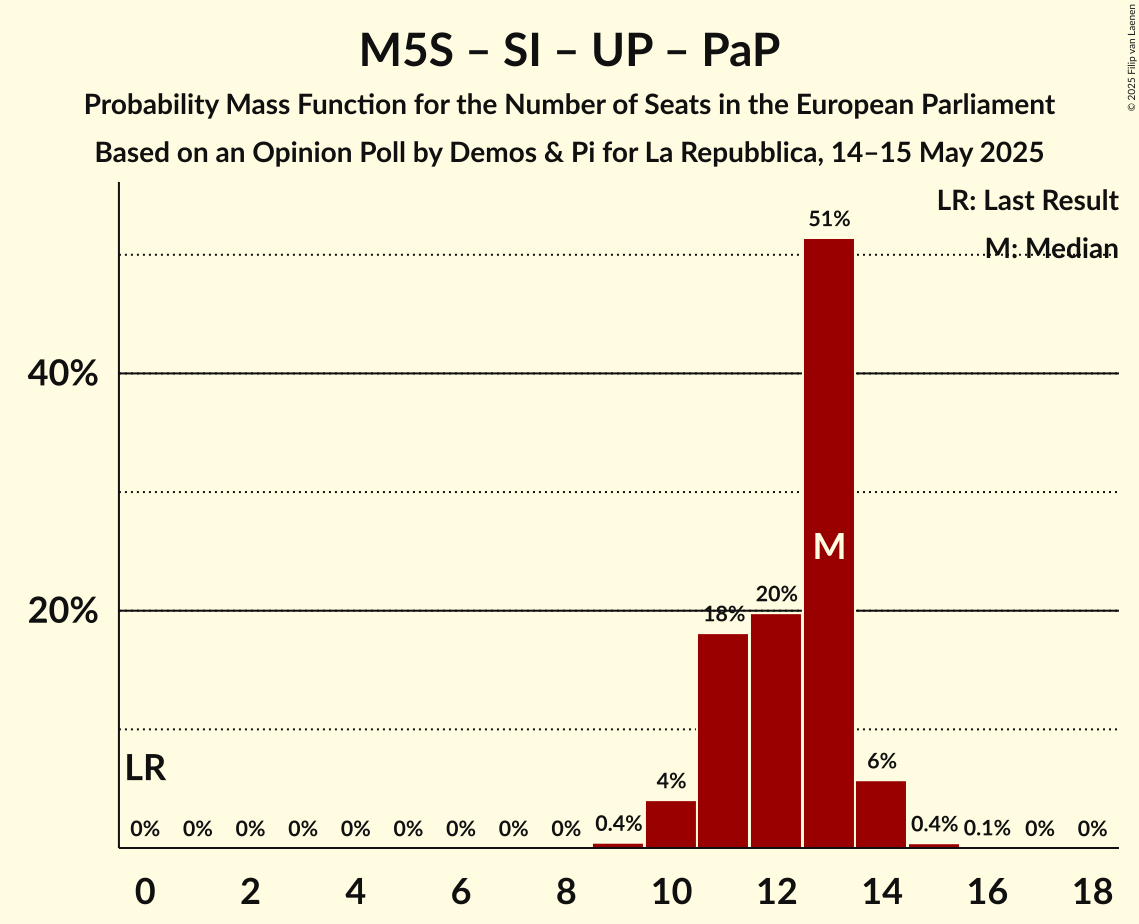 M5S – SI – UP – PaP
Probability Mass Function for the Number of Seats in the European Parliament
Based on an Opinion Poll by Demos & Pi for La Repubblica, 14–15 May 2025
© 2025 Filip van Laenen
LR: Last Result
M: Median
51%
40%
M
20%
20%
18%
LR
6%
4%
0% 0% 0% 0% 0% 0% 0% 0% 0% 0.4% 0.4% 0.1% 0% 0%
0 2 4 6 8 10 12 14 16 18